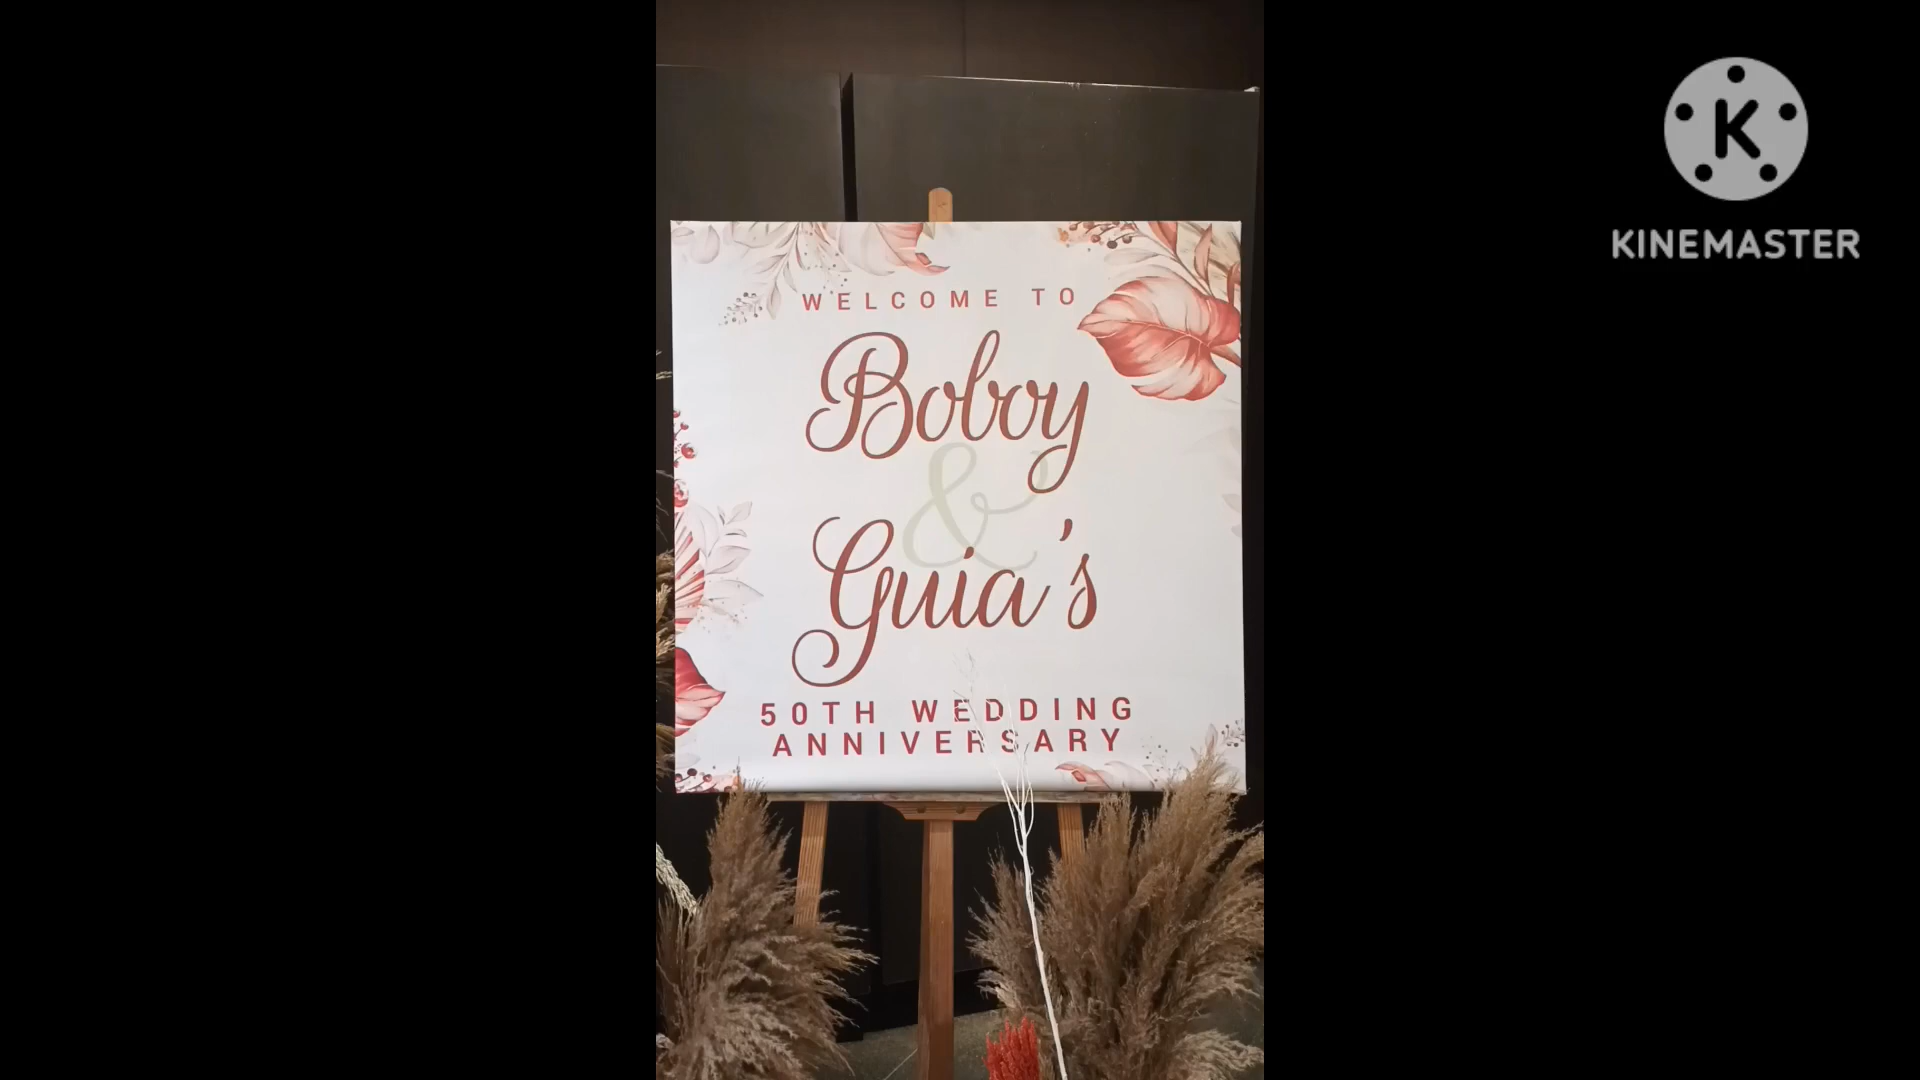 WELCOME TO
Boboy
&
Guia's
50TH WEDDING
ANNIVERSARY
K
KINEMASTER